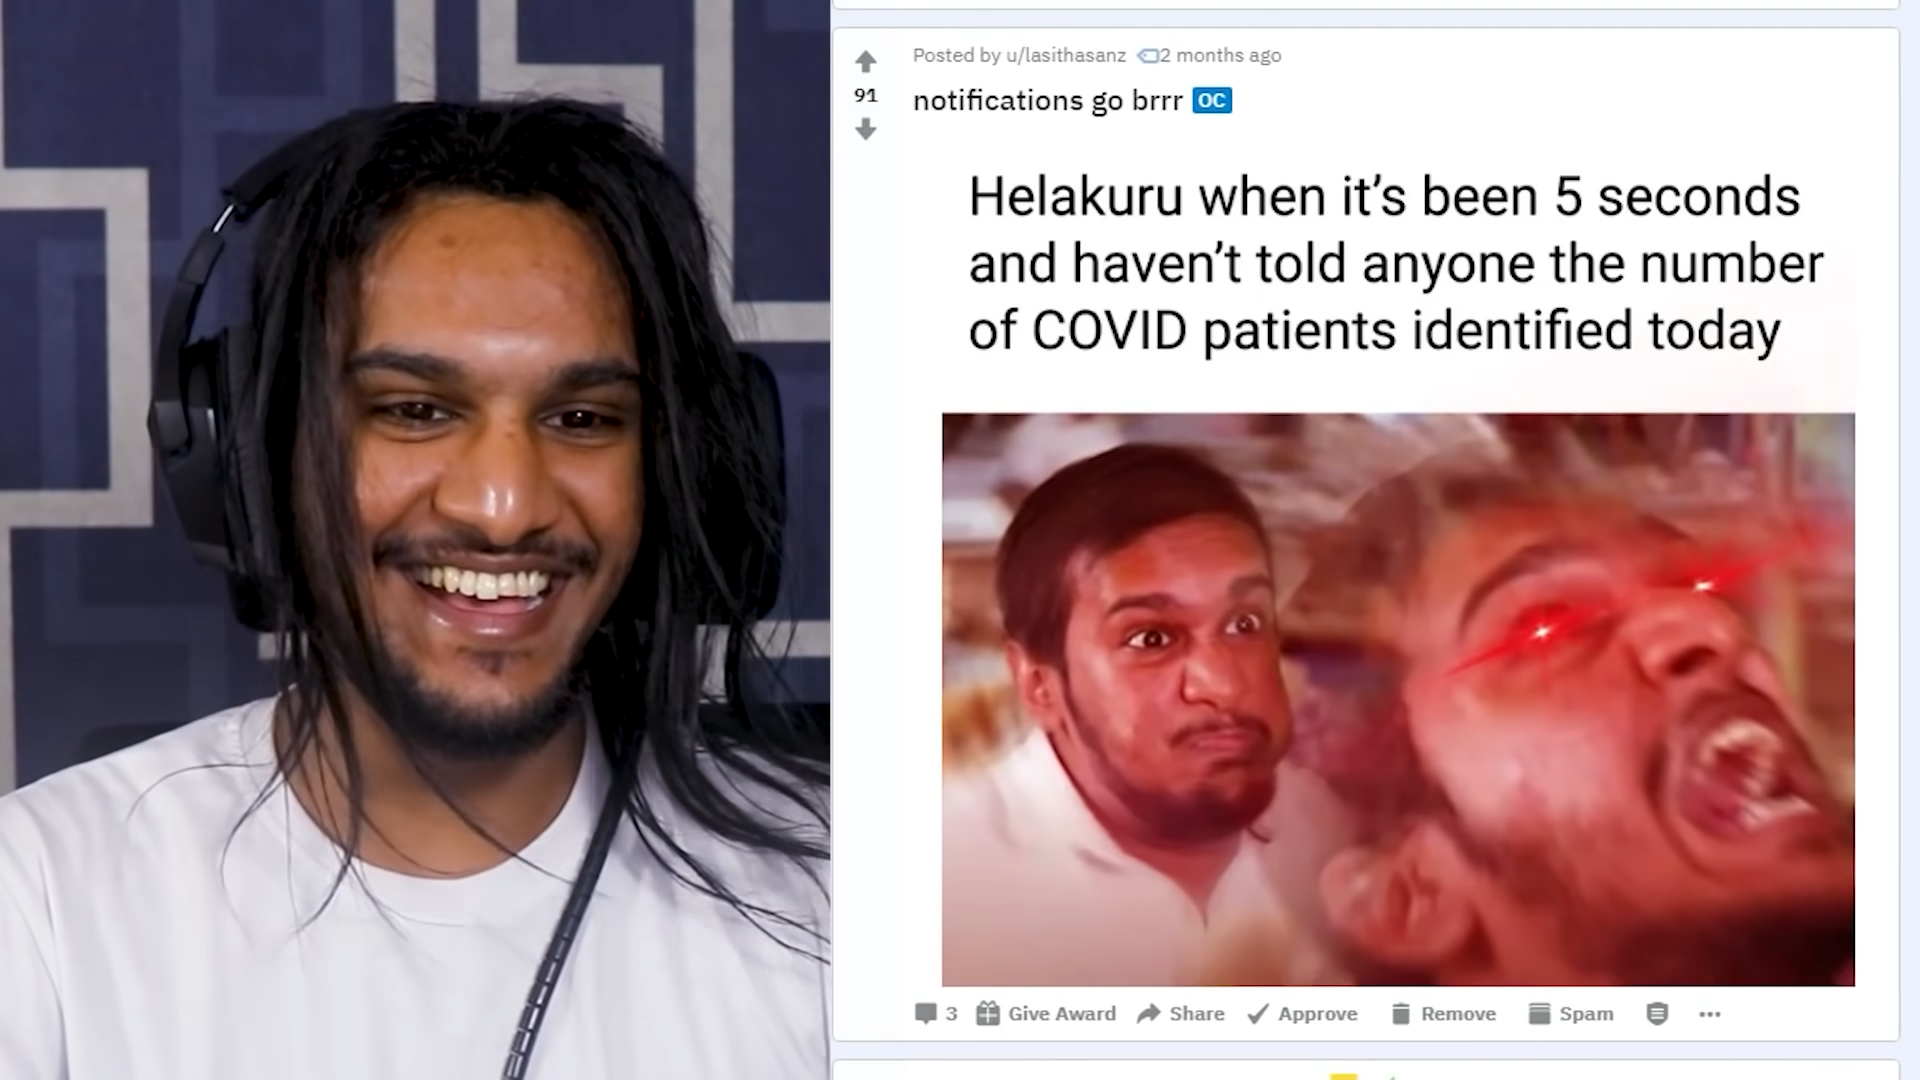 Posted by u/lasithasanz 2 months ago
91
notifications go brrr OC
Helakuru when it’s been 5 seconds
and haven’t told anyone the number
of COVID patients identified today
3 Give Award Share Approve Remove Spam